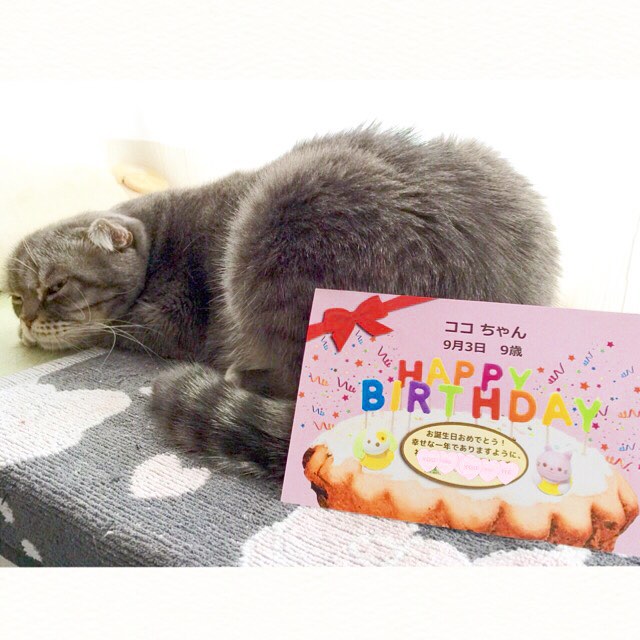 ココ ちゃん
9月3日 9歳
HAPPY
BIRTHDAY
お誕生日おめでとう！
幸せな一年でありますように。